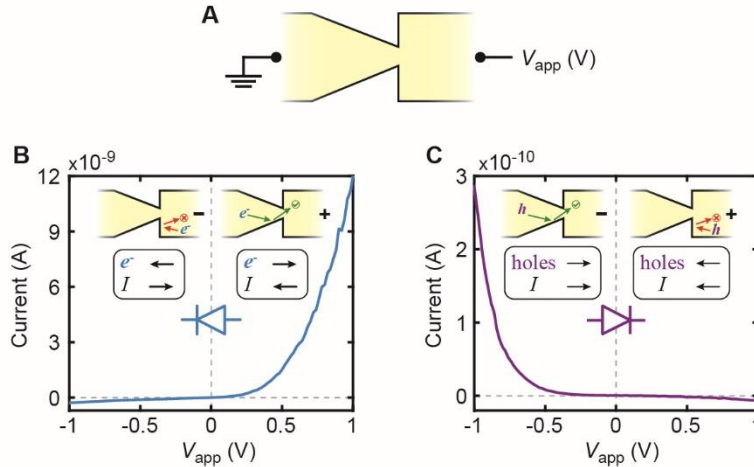 A
V_app (V)
B
x10^-9
12
9
6
3
0
Current (A)
e^-
-
e^-
+
e^- ←
I →
e^- →
I ←
-1
-0.5
0
0.5
1
V_app (V)
C
x10^-10
3
2
1
0
Current (A)
h
-
h
+
holes →
I →
holes ←
I ←
-1
-0.5
0
0.5
1
V_app (V)